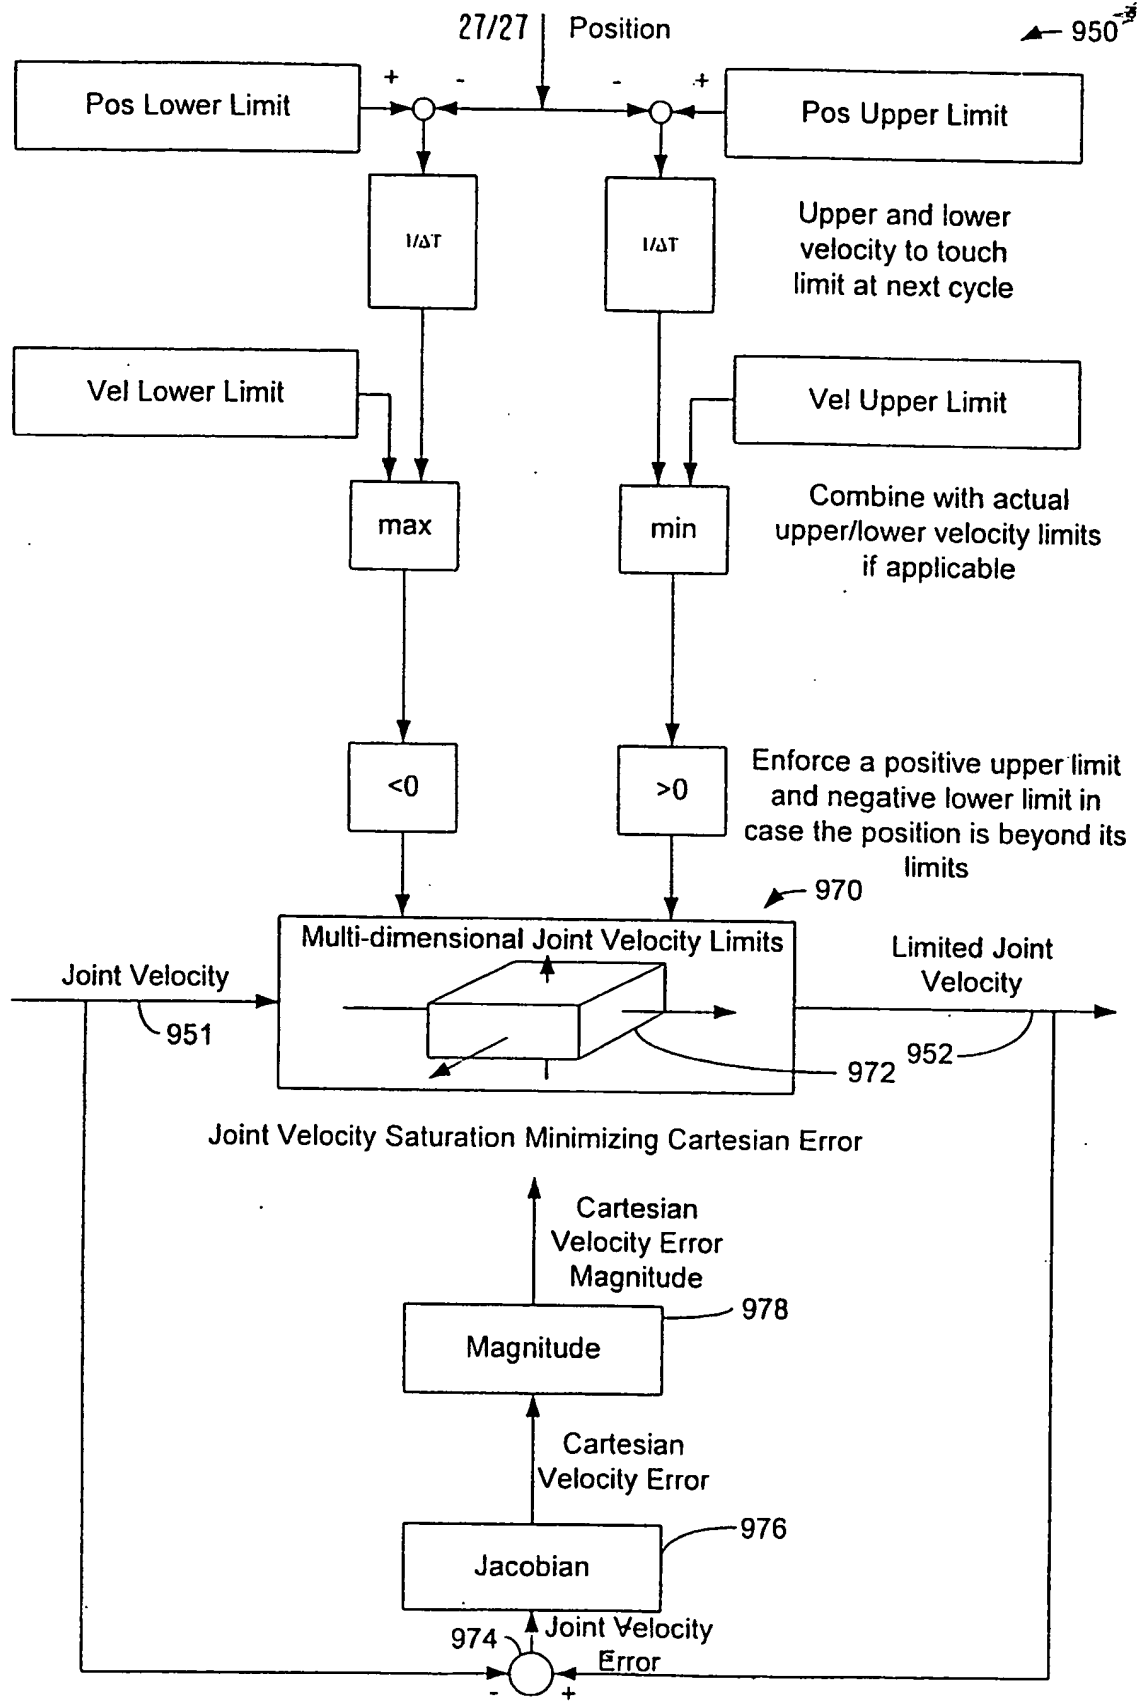 27/27 Position
950
+ - - +
Pos Lower Limit
Pos Upper Limit
1/ΔT
1/ΔT
Upper and lower
velocity to touch
limit at next cycle
Vel Lower Limit
Vel Upper Limit
max
min
Combine with actual
upper/lower velocity limits
if applicable
<0
>0
Enforce a positive upper limit
and negative lower limit in
case the position is beyond its
limits
970
Multi-dimensional Joint Velocity Limits
Joint Velocity
951
Limited Joint
Velocity
952
972
Joint Velocity Saturation Minimizing Cartesian Error
Cartesian
Velocity Error
Magnitude
978
Magnitude
Cartesian
Velocity Error
976
Jacobian
974
Joint Velocity
Error
- +